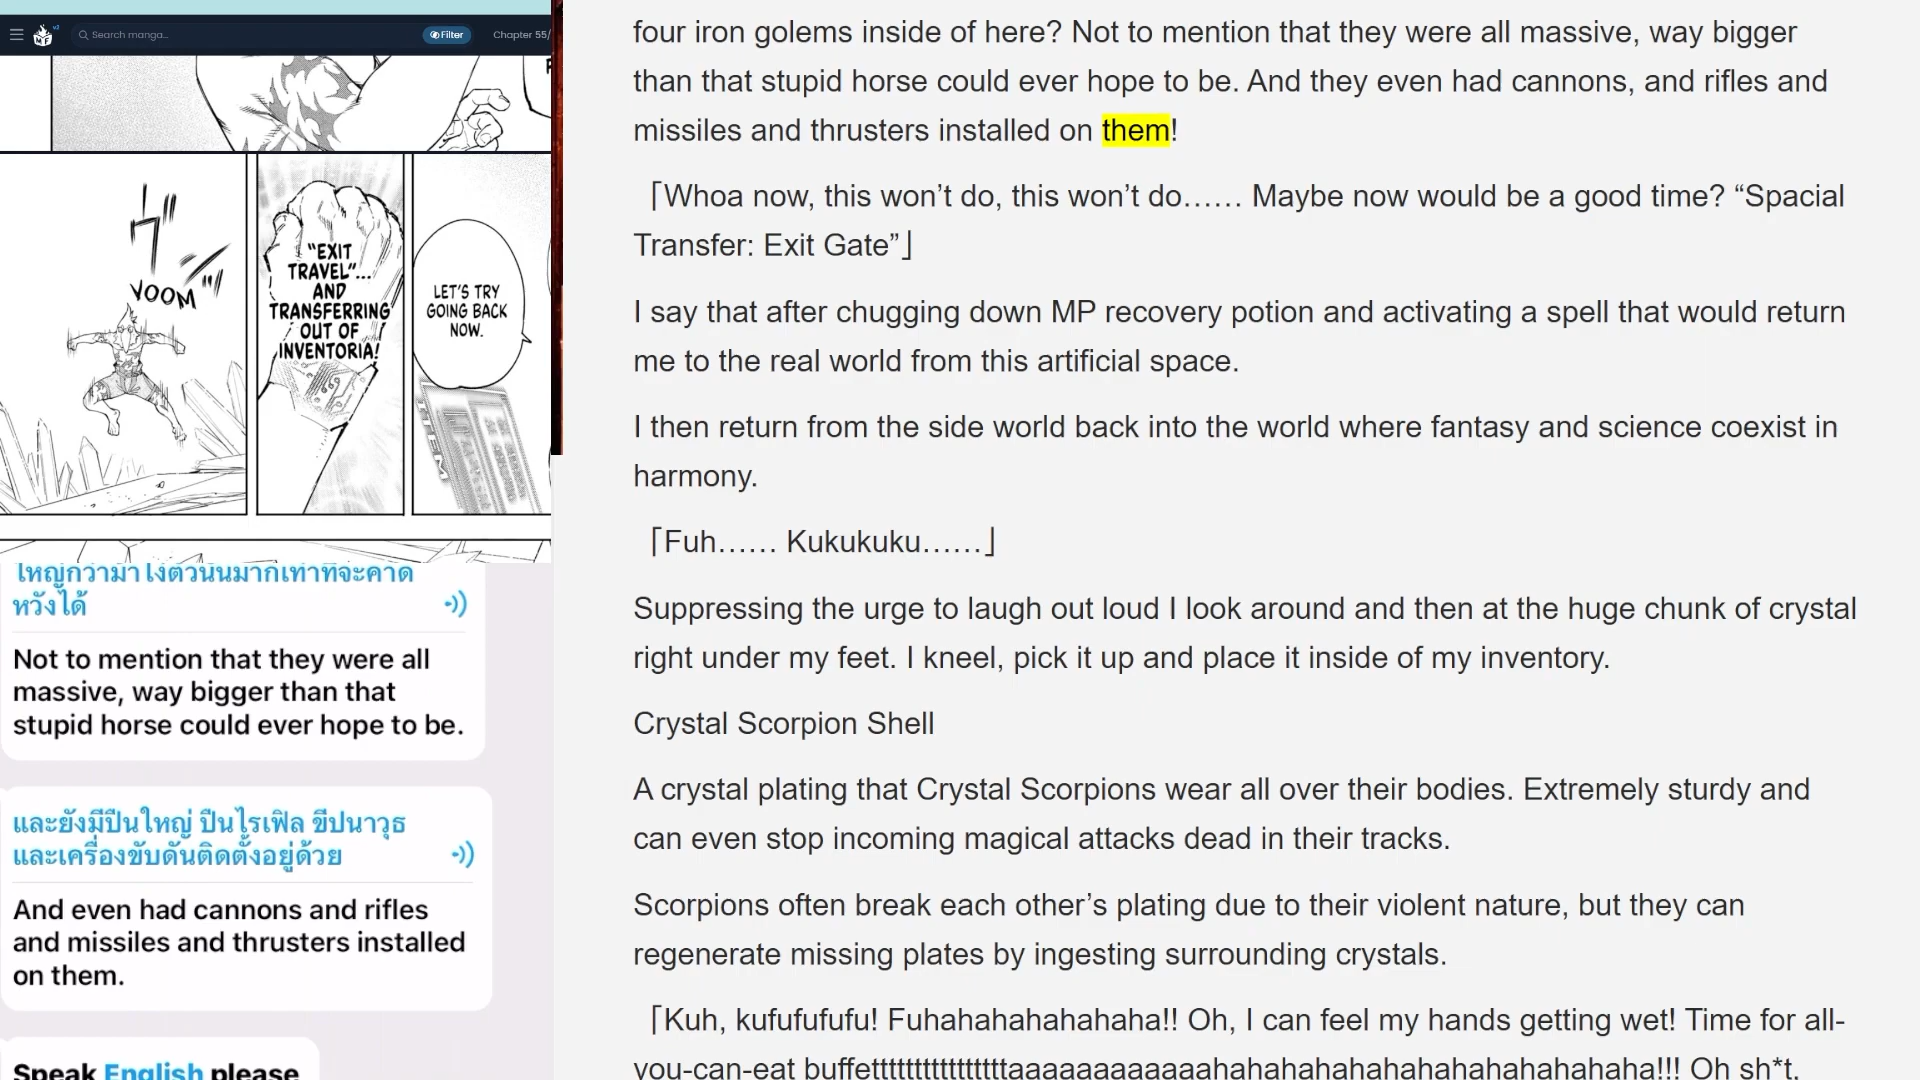 Search manga...
Filter
Chapter 55/
VOOM
"EXIT
TRAVEL"...
AND
TRANSFERRING
OUT OF
INVENTORIA!
LET'S TRY
GOING BACK
NOW.
ใหญ่กว่าม้าโง่ตัวนั้นมากเท่าที่จะคาด
หวังได้
Not to mention that they were all
massive, way bigger than that
stupid horse could ever hope to be.
และยังมีปืนใหญ่ ปืนไรเฟิล ขีปนาวุธ
และเครื่องขับดันติดตั้งอยู่ด้วย
And even had cannons and rifles
and missiles and thrusters installed
on them.
Speak English please
four iron golems inside of here? Not to mention that they were all massive, way bigger
than that stupid horse could ever hope to be. And they even had cannons, and rifles and
missiles and thrusters installed on them!
⌈Whoa now, this won’t do, this won’t do…… Maybe now would be a good time? “Spacial
Transfer: Exit Gate”⌋
I say that after chugging down MP recovery potion and activating a spell that would return
me to the real world from this artificial space.
I then return from the side world back into the world where fantasy and science coexist in
harmony.
⌈Fuh…… Kukukuku……⌋
Suppressing the urge to laugh out loud I look around and then at the huge chunk of crystal
right under my feet. I kneel, pick it up and place it inside of my inventory.
Crystal Scorpion Shell
A crystal plating that Crystal Scorpions wear all over their bodies. Extremely sturdy and
can even stop incoming magical attacks dead in their tracks.
Scorpions often break each other’s plating due to their violent nature, but they can
regenerate missing plates by ingesting surrounding crystals.
⌈Kuh, kufufufufu! Fuhahahahahahaha!! Oh, I can feel my hands getting wet! Time for all-
you-can-eat buffetttttttttttttttttaaaaaaaaaaaahahahahahahahahahahahahahaha!!! Oh sh*t.